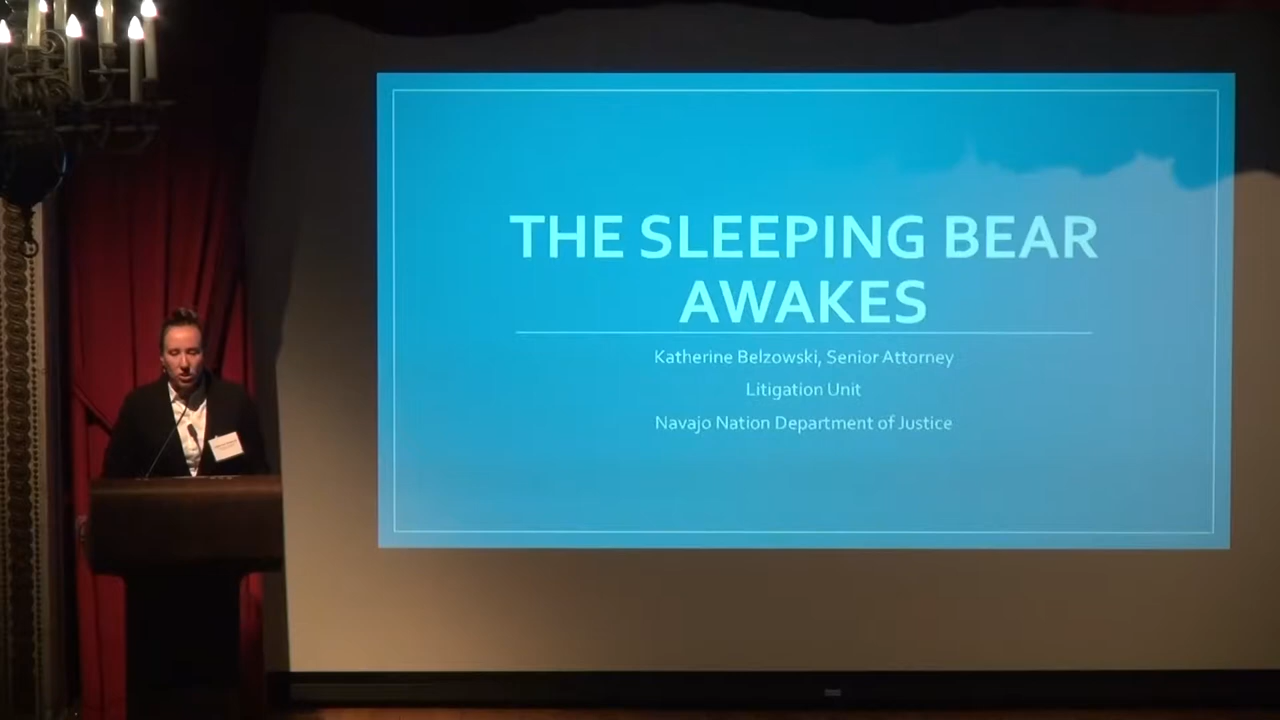 THE SLEEPING BEAR
AWAKES
Katherine Belzowski, Senior Attorney
Litigation Unit
Navajo Nation Department of Justice